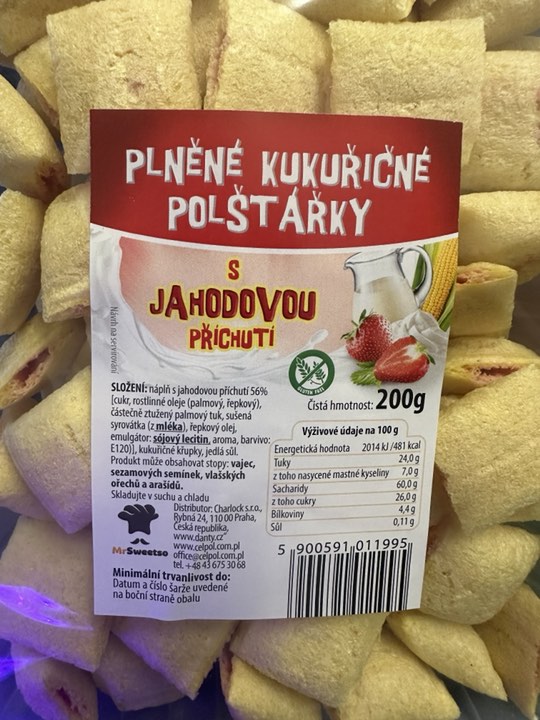 PLNĚNÉ KUKUŘIČNÉ
POLŠTÁŘKY
S
JAHODOVOU
PŘÍCHUTÍ
Návrh na servírování
GLUTEN FREE
Čistá hmotnost: 200g
SLOŽENÍ: náplň s jahodovou příchutí 56%
[cukr, rostlinné oleje (palmový, řepkový),
částečně ztužený palmový tuk, sušená
syrovátka (z mléka), řepkový olej,
emulgátor: sójový lecitin, aroma, barvivo:
E120)], kukuřičné křupky, jedlá sůl.
Produkt může obsahovat stopy: vajec,
sezamových semínek, vlašských
ořechů a arašídů.
Skladujte v suchu a chladu
Distributor: Charlock s.r.o.,
Rybná 24, 110 00 Praha,
Česká republika,
www.danty.cz
www.celpol.com.pl
office@celpol.com.pl
tel. +48 43 675 30 68
MrSweetso
Minimální trvanlivost do:
Datum a číslo šarže uvedené
na boční straně obalu
Výživové údaje na 100 g
Energetická hodnota 2014 kJ /481 kcal
Tuky 24,0 g
z toho nasycené mastné kyseliny 7,0 g
Sacharidy 60,0 g
z toho cukry 26,0 g
Bílkoviny 4,4 g
Sůl 0,11 g
5 900591 011995